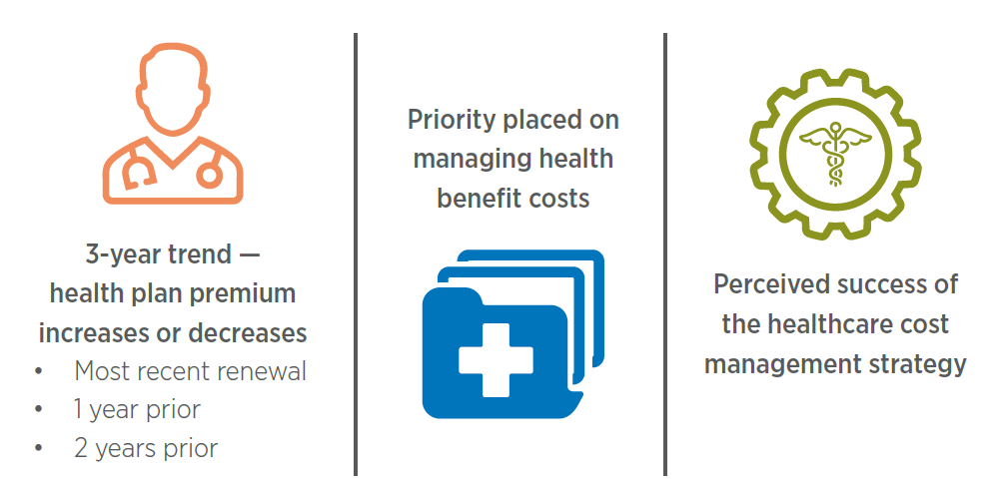 3-year trend —
health plan premium
increases or decreases
• Most recent renewal
• 1 year prior
• 2 years prior
Priority placed on
managing health
benefit costs
Perceived success of
the healthcare cost
management strategy